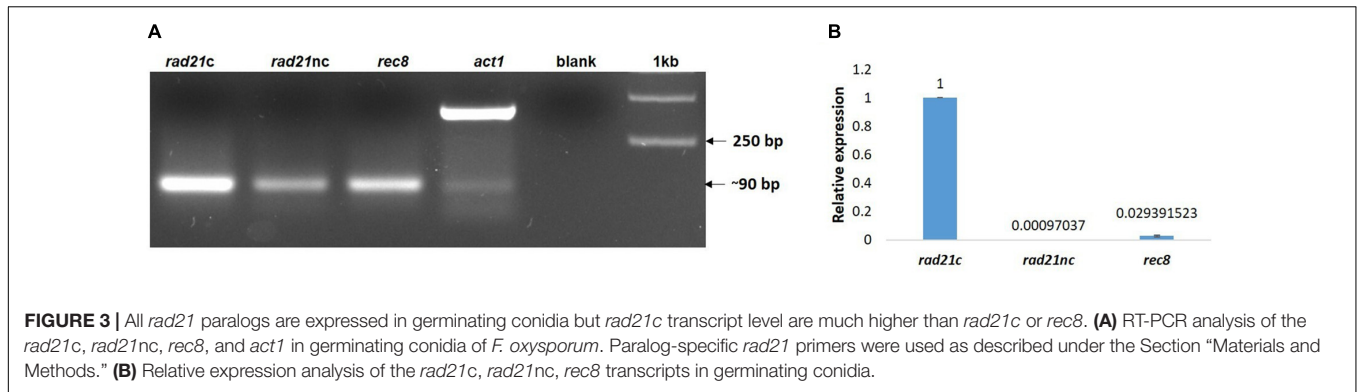 A
rad21c rad21nc rec8 act1 blank 1kb
250 bp
~90 bp
B
Relative expression
1.2
1
0.8
0.6
0.4
0.2
0
1
0.00097037
0.029391523
rad21c rad21nc rec8
FIGURE 3 | All rad21 paralogs are expressed in germinating conidia but rad21c transcript level are much higher than rad21c or rec8. (A) RT-PCR analysis of the
rad21c, rad21nc, rec8, and act1 in germinating conidia of F. oxysporum. Paralog-specific rad21 primers were used as described under the Section “Materials and
Methods.” (B) Relative expression analysis of the rad21c, rad21nc, rec8 transcripts in germinating conidia.